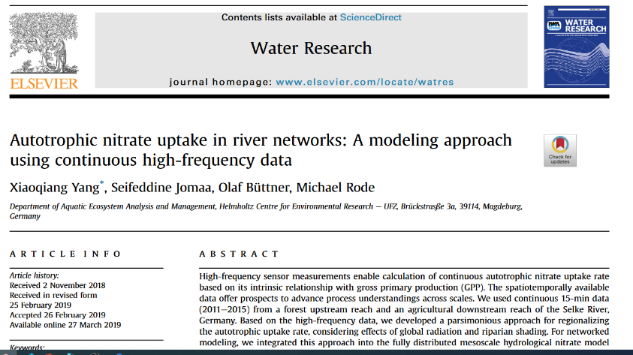 Contents lists available at ScienceDirect
Water Research
journal homepage: www.elsevier.com/locate/watres
ELSEVIER
WATER
RESEARCH
Autotrophic nitrate uptake in river networks: A modeling approach
using continuous high-frequency data
Check for
updates
Xiaoqiang Yang*, Seifeddine Jomaa, Olaf Büttner, Michael Rode
Department of Aquatic Ecosystem Analysis and Management, Helmholtz Centre for Environmental Research — UFZ, Brückstraße 3a, 39114, Magdeburg,
Germany
ARTICLE INFO
Article history:
Received 2 November 2018
Received in revised form
25 February 2019
Accepted 26 February 2019
Available online 27 March 2019
Keywords:
ABSTRACT
High-frequency sensor measurements enable calculation of continuous autotrophic nitrate uptake rate
based on its intrinsic relationship with gross primary production (GPP). The spatiotemporally available
data offer prospects to advance process understandings across scales. We used continuous 15-min data
(2011–2015) from a forest upstream reach and an agricultural downstream reach of the Selke River,
Germany. Based on the high-frequency data, we developed a parsimonious approach for regionalizing
the autotrophic uptake rate, considering effects of global radiation and riparian shading. For networked
modeling, we integrated this approach into the fully distributed mesoscale hydrological nitrate model